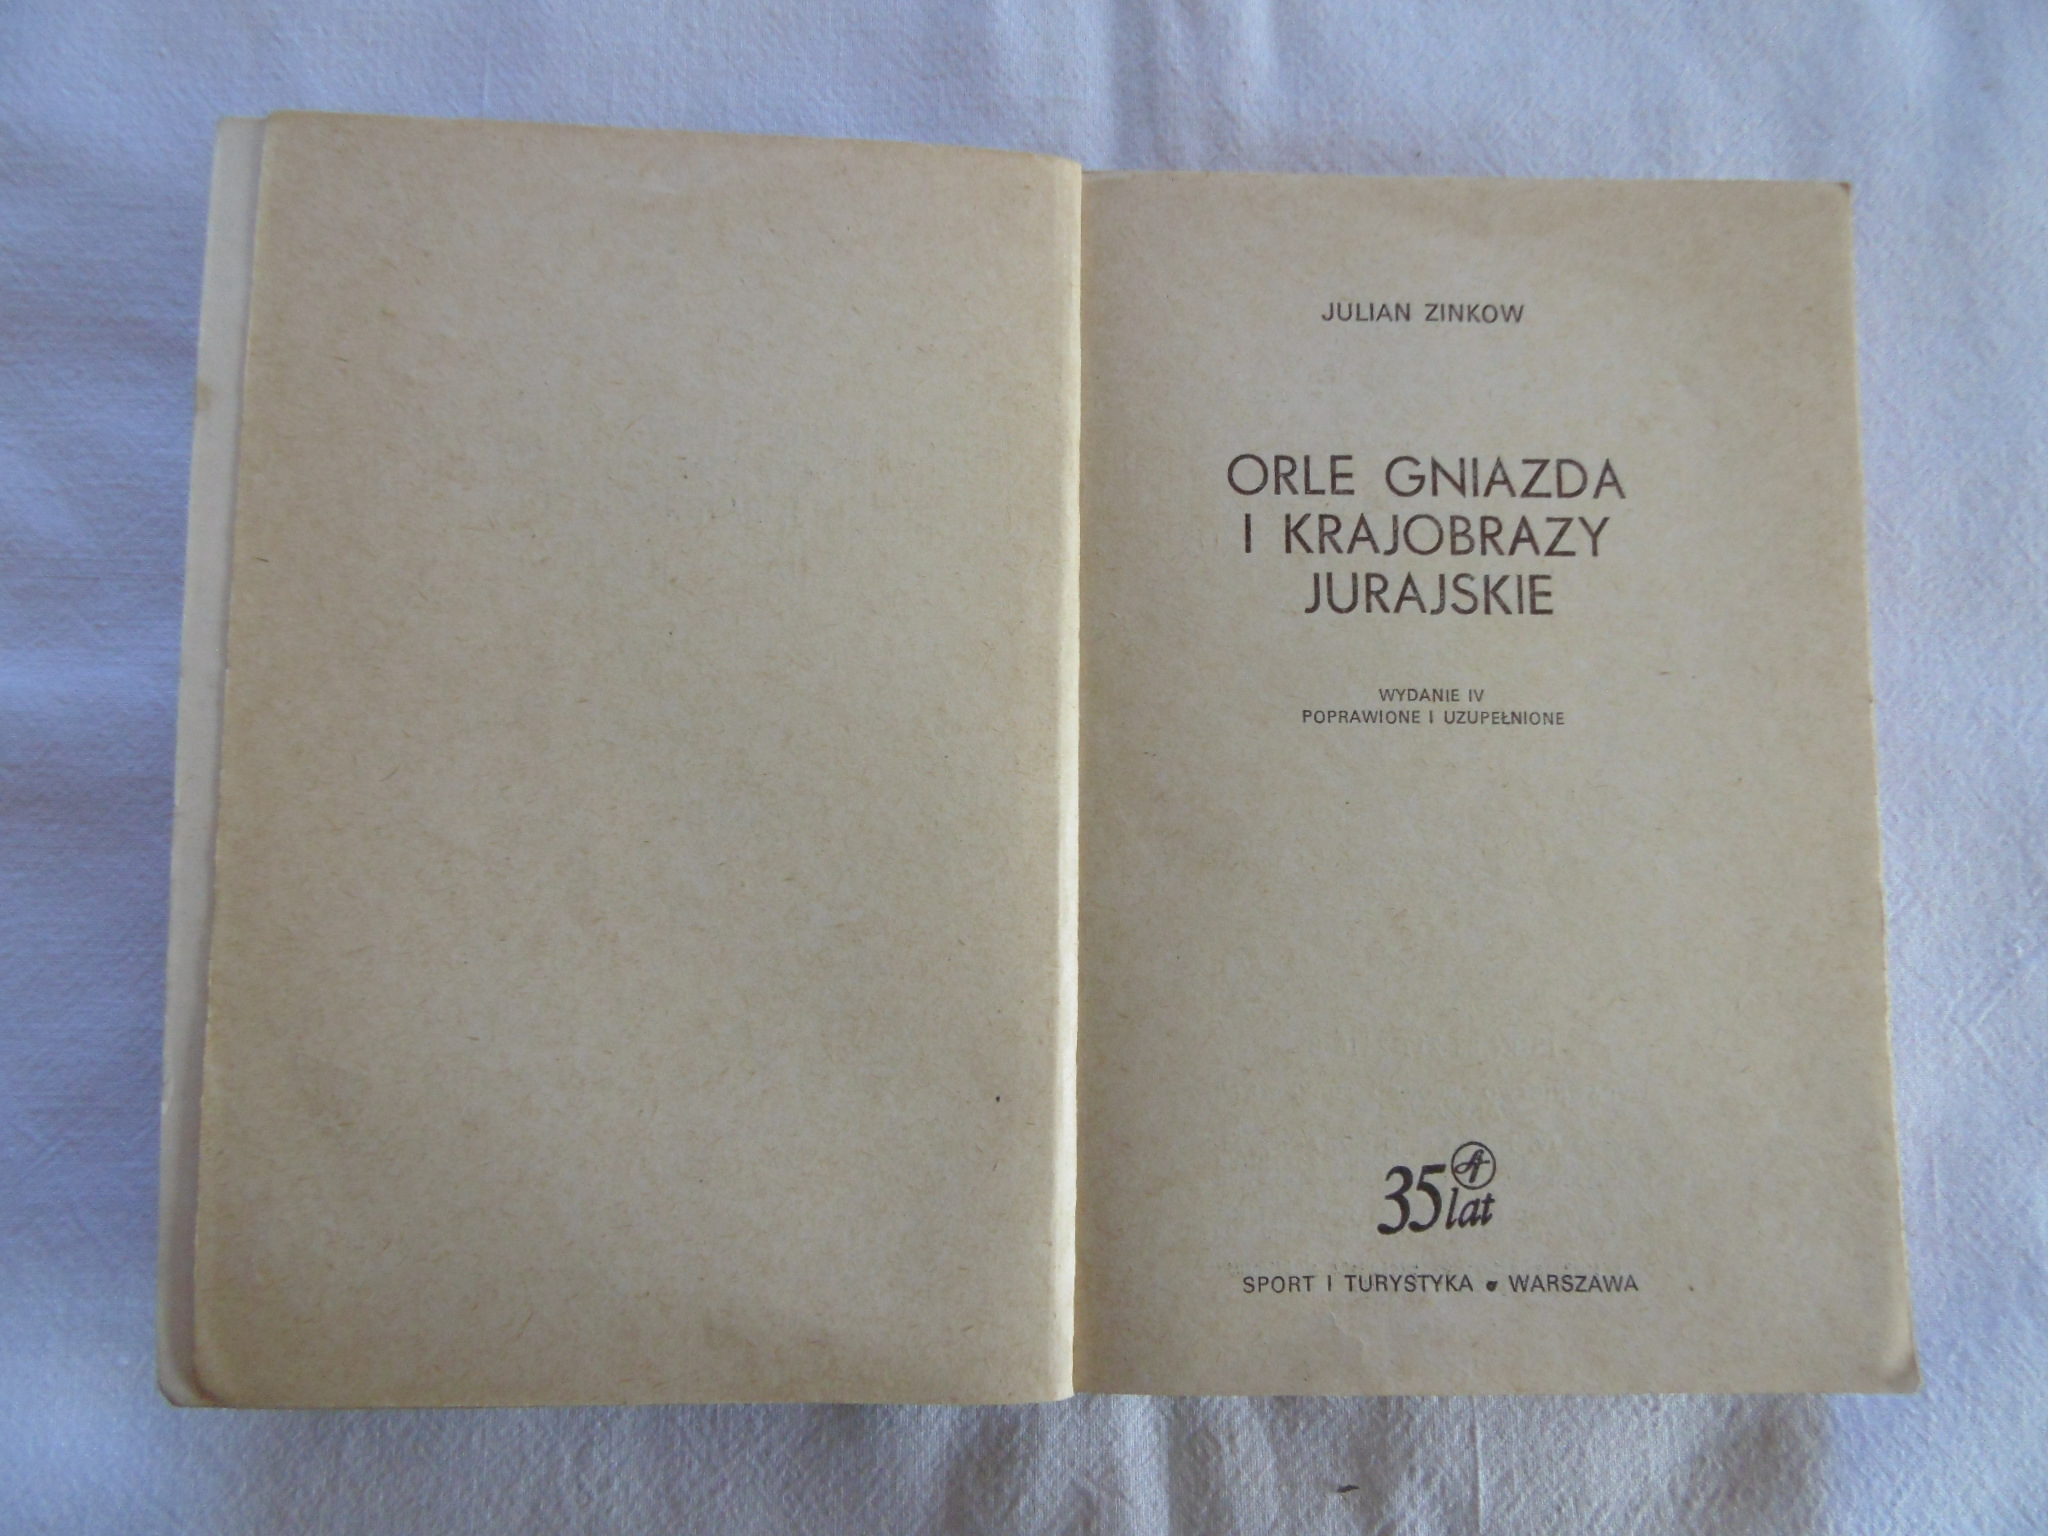 JULIAN ZINKOW
ORLE GNIAZDA
I KRAJOBRAZY
JURAJSKIE
WYDANIE IV
POPRAWIONE I UZUPEŁNIONE
35 lat
SPORT I TURYSTYKA • WARSZAWA